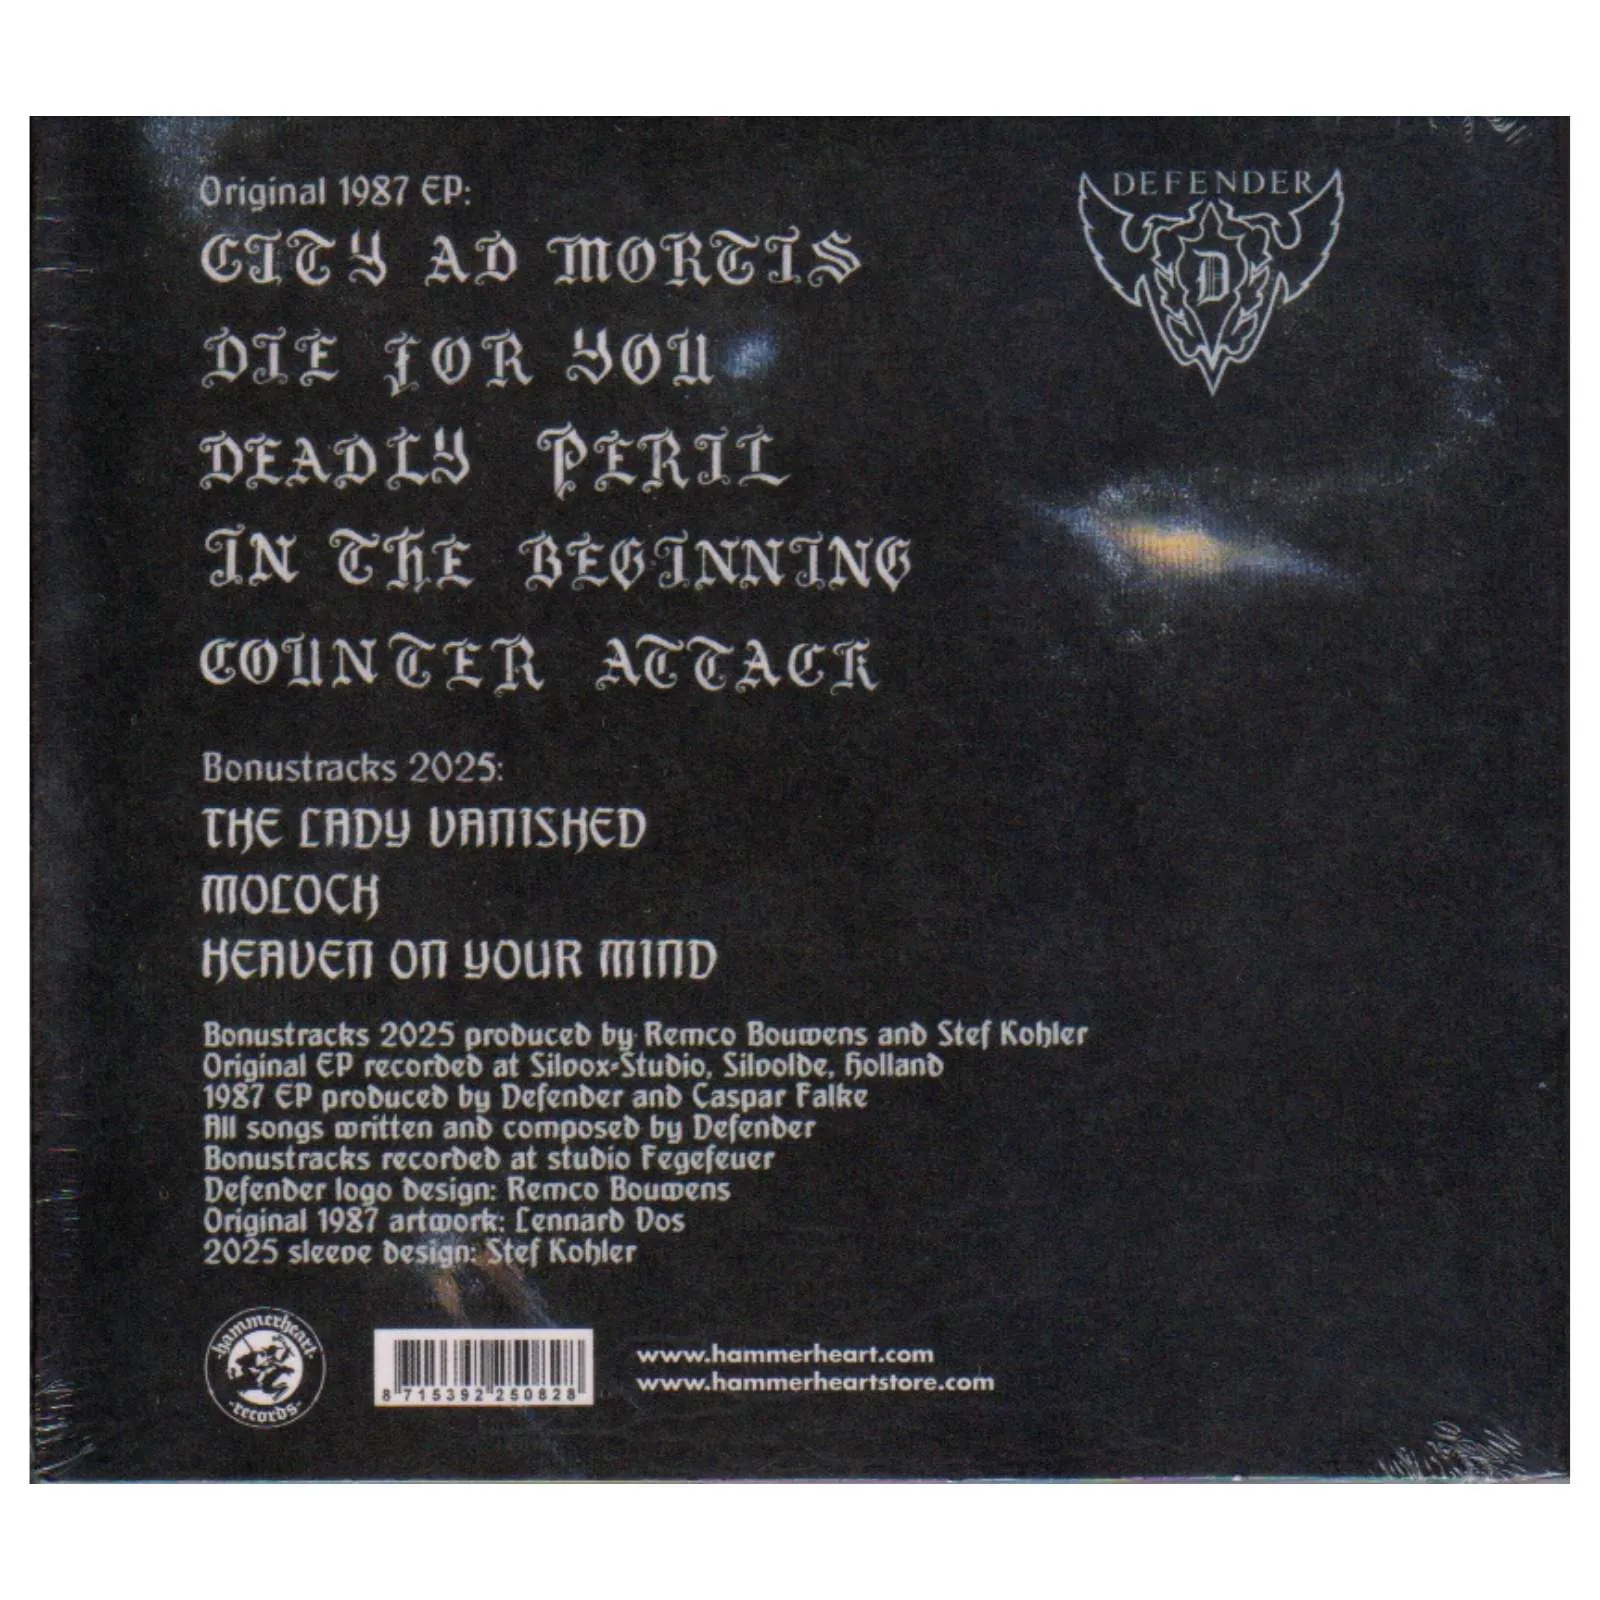 Original 1987 EP:
DEFENDER
D
CITY AD MORTIS
DIE FOR YOU
DEADLY PERIL
IN THE BEGINNING
COUNTER ATTACK
Bonustracks 2025:
THE LADY VANISHED
MOLOCH
HEAVEN ON YOUR MIND
Bonustracks 2025 produced by Remco Bouwens and Stef Kohler
Original EP recorded at Silvox-Studio, Silvolde, Holland
1987 EP produced by Defender and Caspar Falke
All songs written and composed by Defender
Bonustracks recorded at studio Fegefeuer
Defender logo design: Remco Bouwens
Original 1987 artwork: Lennard Vos
2025 sleeve design: Stef Kohler
hammerheart
-records-
8 715392 250828
www.hammerheart.com
www.hammerheartstore.com